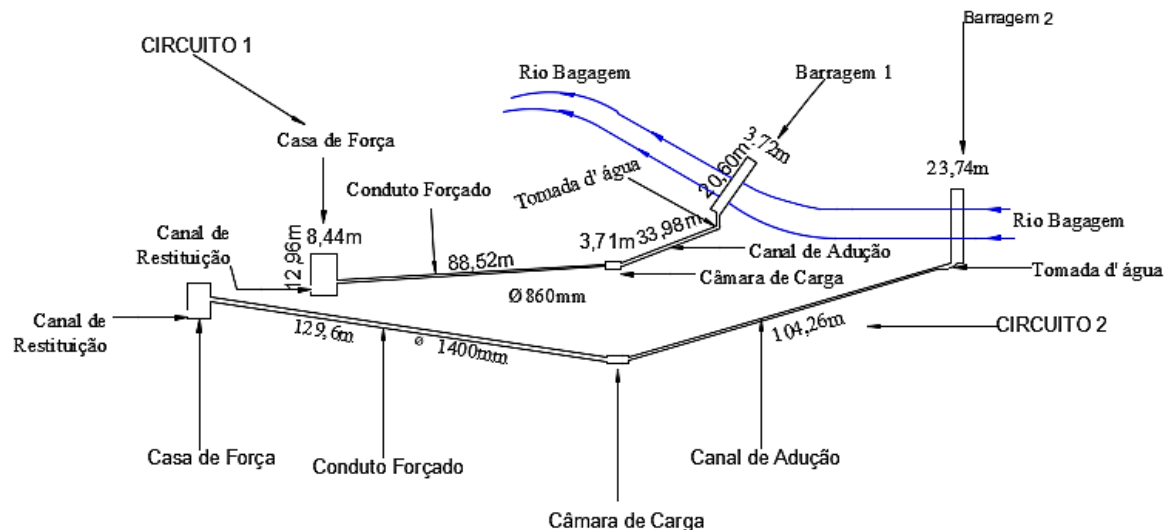 Barragem 2
CIRCUITO 1
Rio Bagagem
Barragem 1
Casa de Força
3,72m
20,60m
23,74m
Tomada d' água
Conduto Forçado
Rio Bagagem
Canal de
Restituição
12,96m
8,44m
88,52m
3,71m
33,98m
Canal de Adução
Câmara de Carga
Tomada d' água
Ø 860mm
Canal de
Restituição
129,6m
ø 1400mm
104,26m
CIRCUITO 2
Casa de Força
Conduto Forçado
Canal de Adução
Câmara de Carga